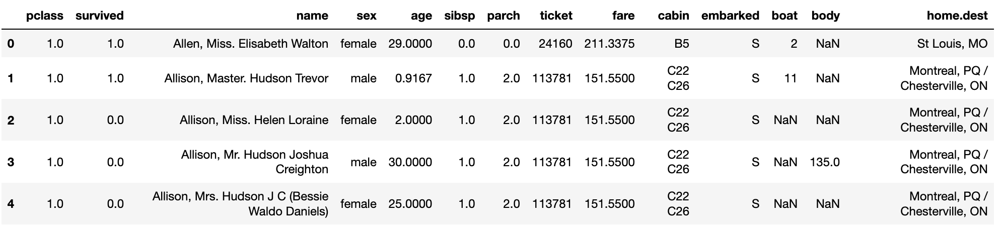 pclass survived name sex age sibsp parch ticket fare cabin embarked boat body home.dest
0 1.0 1.0 Allen, Miss. Elisabeth Walton female 29.0000 0.0 0.0 24160 211.3375 B5 S 2 NaN St Louis, MO
1 1.0 1.0 Allison, Master. Hudson Trevor male 0.9167 1.0 2.0 113781 151.5500 C22 C26 S 11 NaN Montreal, PQ / Chesterville, ON
2 1.0 0.0 Allison, Miss. Helen Loraine female 2.0000 1.0 2.0 113781 151.5500 C22 C26 S NaN NaN Montreal, PQ / Chesterville, ON
3 1.0 0.0 Allison, Mr. Hudson Joshua Creighton male 30.0000 1.0 2.0 113781 151.5500 C22 C26 S NaN 135.0 Montreal, PQ / Chesterville, ON
4 1.0 0.0 Allison, Mrs. Hudson J C (Bessie Waldo Daniels) female 25.0000 1.0 2.0 113781 151.5500 C22 C26 S NaN NaN Montreal, PQ / Chesterville, ON